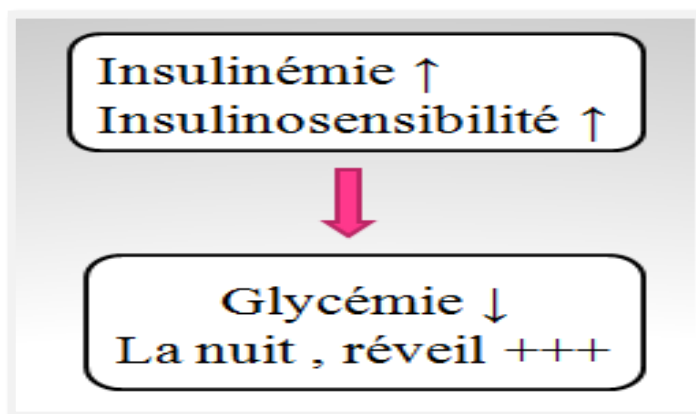 Insulinémie ↑
Insulinosensibilité ↑
Glycémie ↓
La nuit , réveil +++